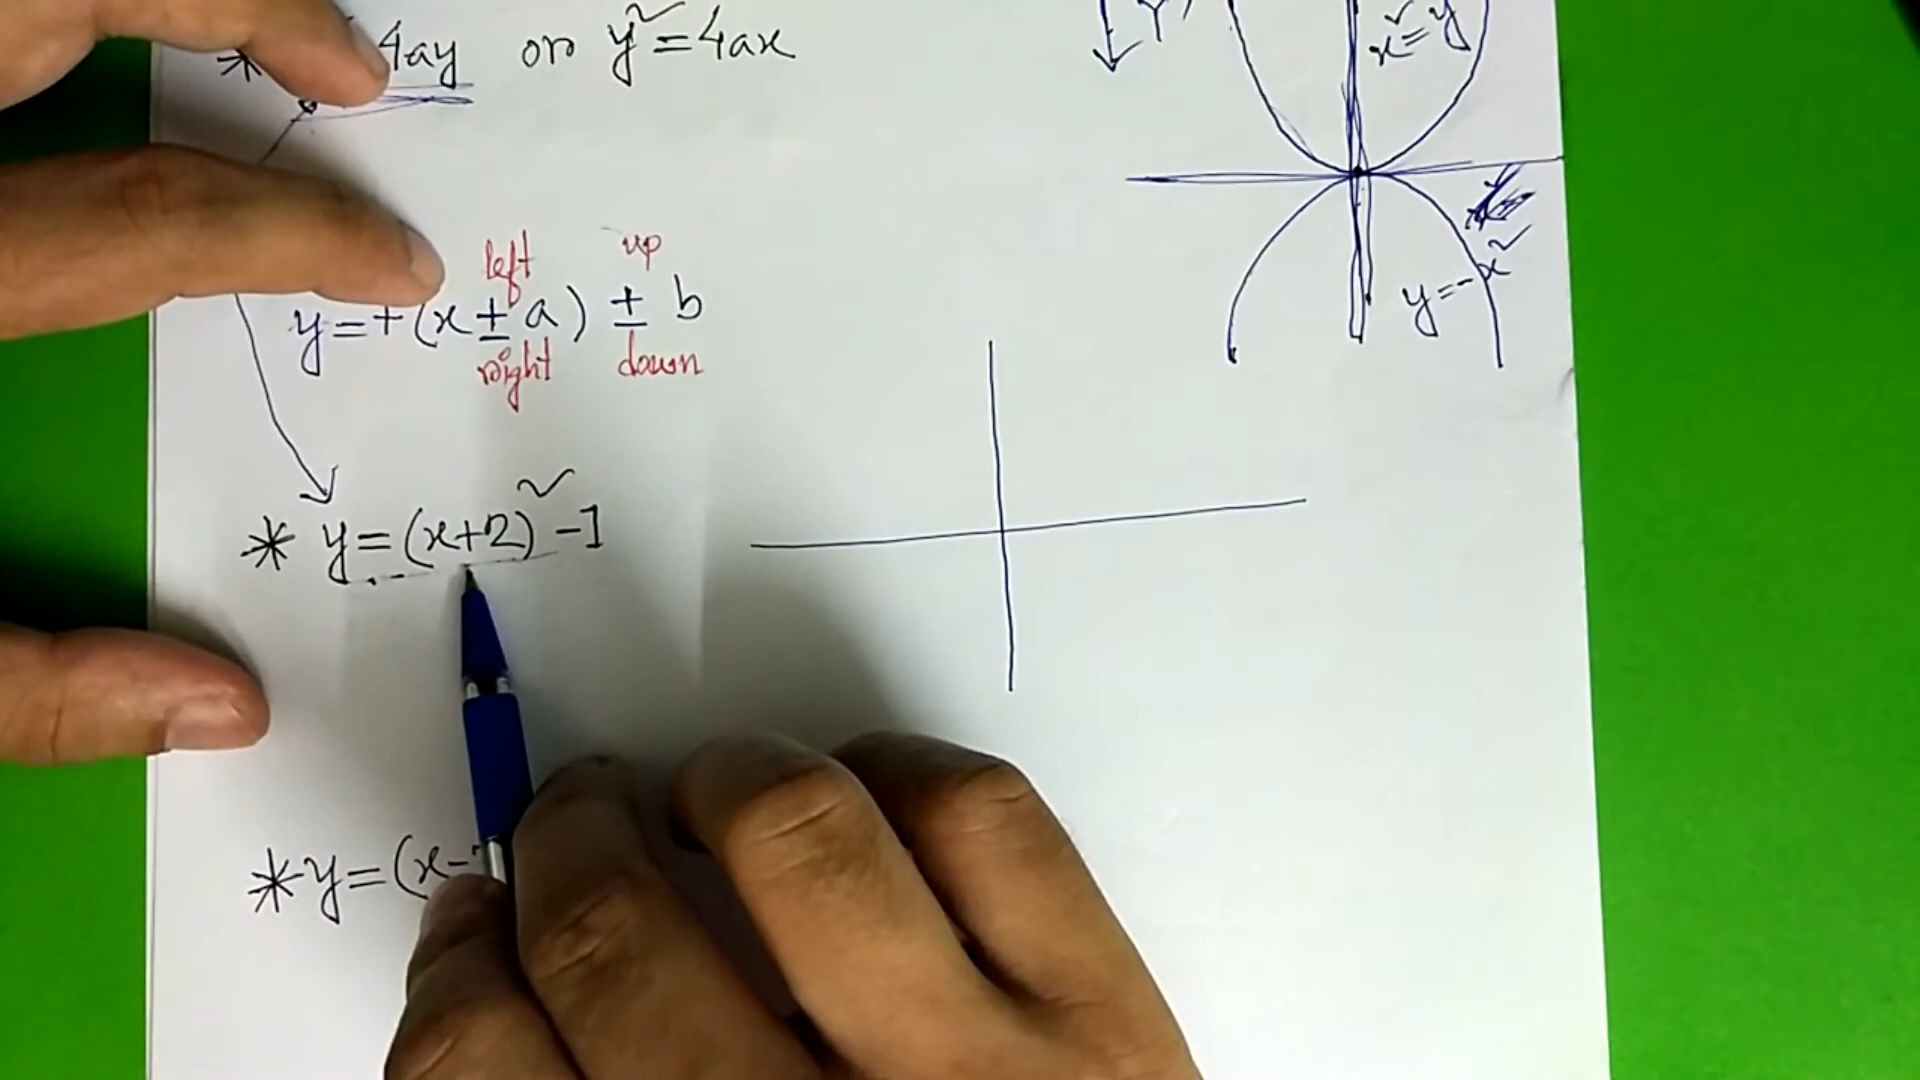 * 4ay or y²=4ax
Y
x²=y
left up
y=+(x±a) ± b
right down
y=-x²
* y=(x+2)²-1
* y=(x-